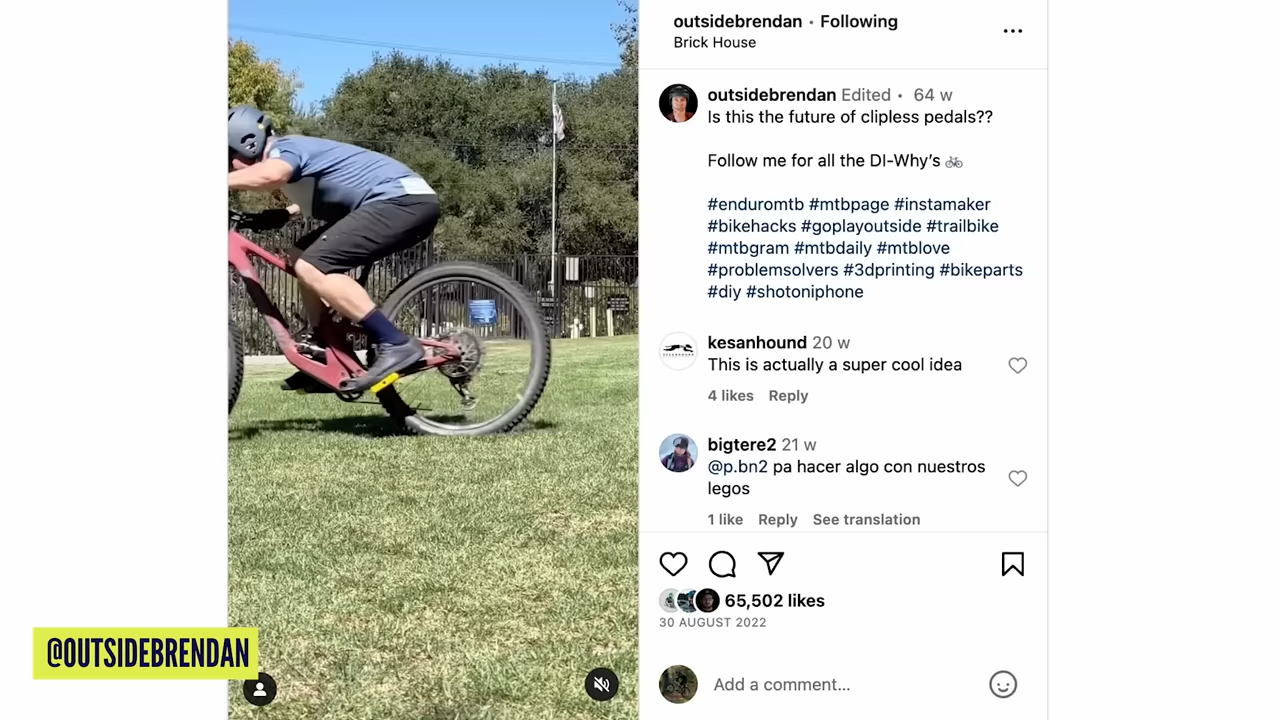 outsidebrendan • Following
Brick House
outsidebrendan Edited • 64 w
Is this the future of clipless pedals??
Follow me for all the DI-Why's 🚲
#enduromtb #mtbpage #instamaker
#bikehacks #goplayoutside #trailbike
#mtbgram #mtbdaily #mtblove
#problemsolvers #3dprinting #bikeparts
#diy #shotoniphone
kesanhound 20 w
This is actually a super cool idea
4 likes Reply
bigtere2 21 w
@p.bn2 pa hacer algo con nuestros
legos
1 like Reply See translation
65,502 likes
30 AUGUST 2022
Add a comment...
@OUTSIDEBRENDAN